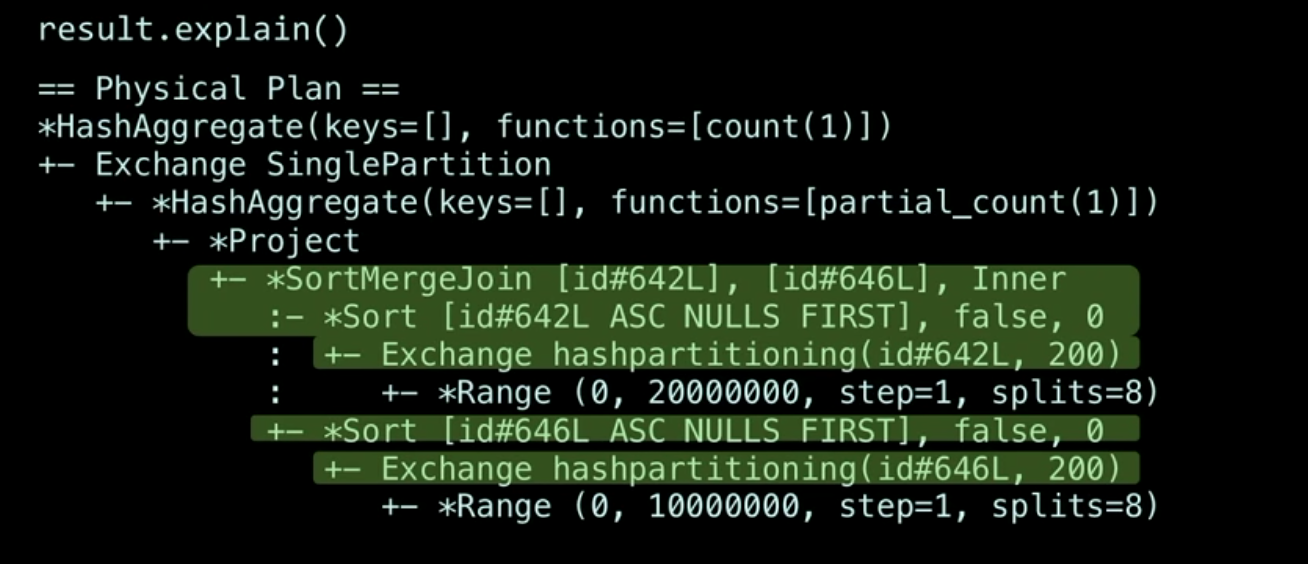 result.explain()
== Physical Plan ==
*HashAggregate(keys=[], functions=[count(1)])
+- Exchange SinglePartition
+- *HashAggregate(keys=[], functions=[partial_count(1)])
+- *Project
+- *SortMergeJoin [id#642L], [id#646L], Inner
:- *Sort [id#642L ASC NULLS FIRST], false, 0
: +- Exchange hashpartitioning(id#642L, 200)
: +- *Range (0, 20000000, step=1, splits=8)
+- *Sort [id#646L ASC NULLS FIRST], false, 0
+- Exchange hashpartitioning(id#646L, 200)
+- *Range (0, 10000000, step=1, splits=8)